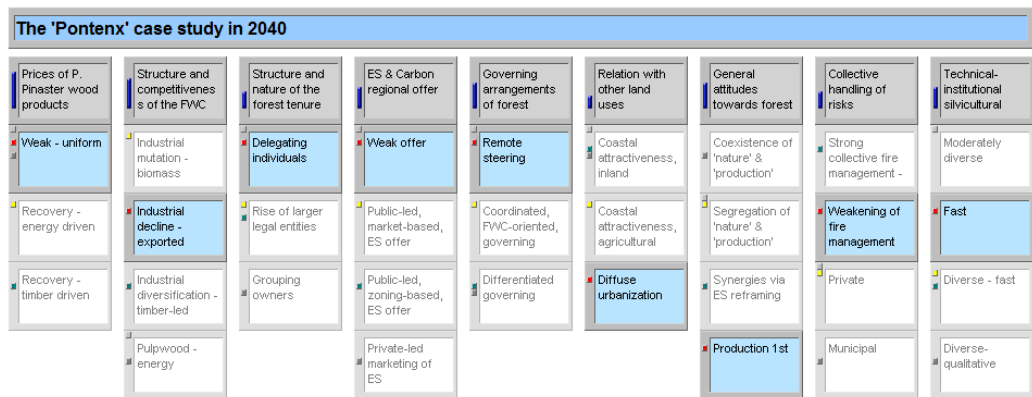 The 'Pontenx' case study in 2040
Prices of P.
Pinaster wood
products
Structure and
competitivenes
s of the FWC
Structure and
nature of the
forest tenure
ES & Carbon
regional offer
Governing
arrangements
of forest
Relation with
other land
uses
General
attitudes
towards forest
Collective
handling of
risks
Technical-
institutional
silvicultural
Weak - uniform
Industrial
mutation -
biomass
Delegating
individuals
Weak offer
Remote
steering
Coastal
attractiveness,
inland
Coexistence of
'nature' &
'production'
Strong
collective fire
management -
Moderately
diverse
Recovery -
energy driven
Industrial
decline -
exported
Rise of larger
legal entities
Public-led,
market-based,
ES offer
Coordinated,
FWC-oriented,
governing
Coastal
attractiveness,
agricultural
Segregation of
'nature' &
'production'
Weakening of
fire
management
Fast
Recovery -
timber driven
Industrial
diversification -
timber-led
Grouping
owners
Public-led,
zoning-based,
ES offer
Differentiated
governing
Diffuse
urbanization
Synergies via
ES reframing
Private
Diverse - fast
Pulpwood -
energy
Private-led
marketing of
ES
Production 1st
Municipal
Diverse-
qualitative